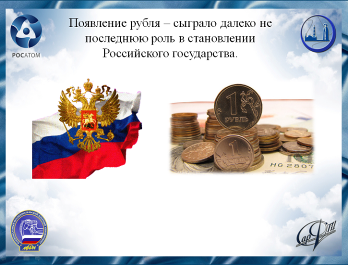 Появление рубля – сыграло далеко не
последнюю роль в становлении
Российского государства.
РОСАТОМ
1
РУБЛЬ